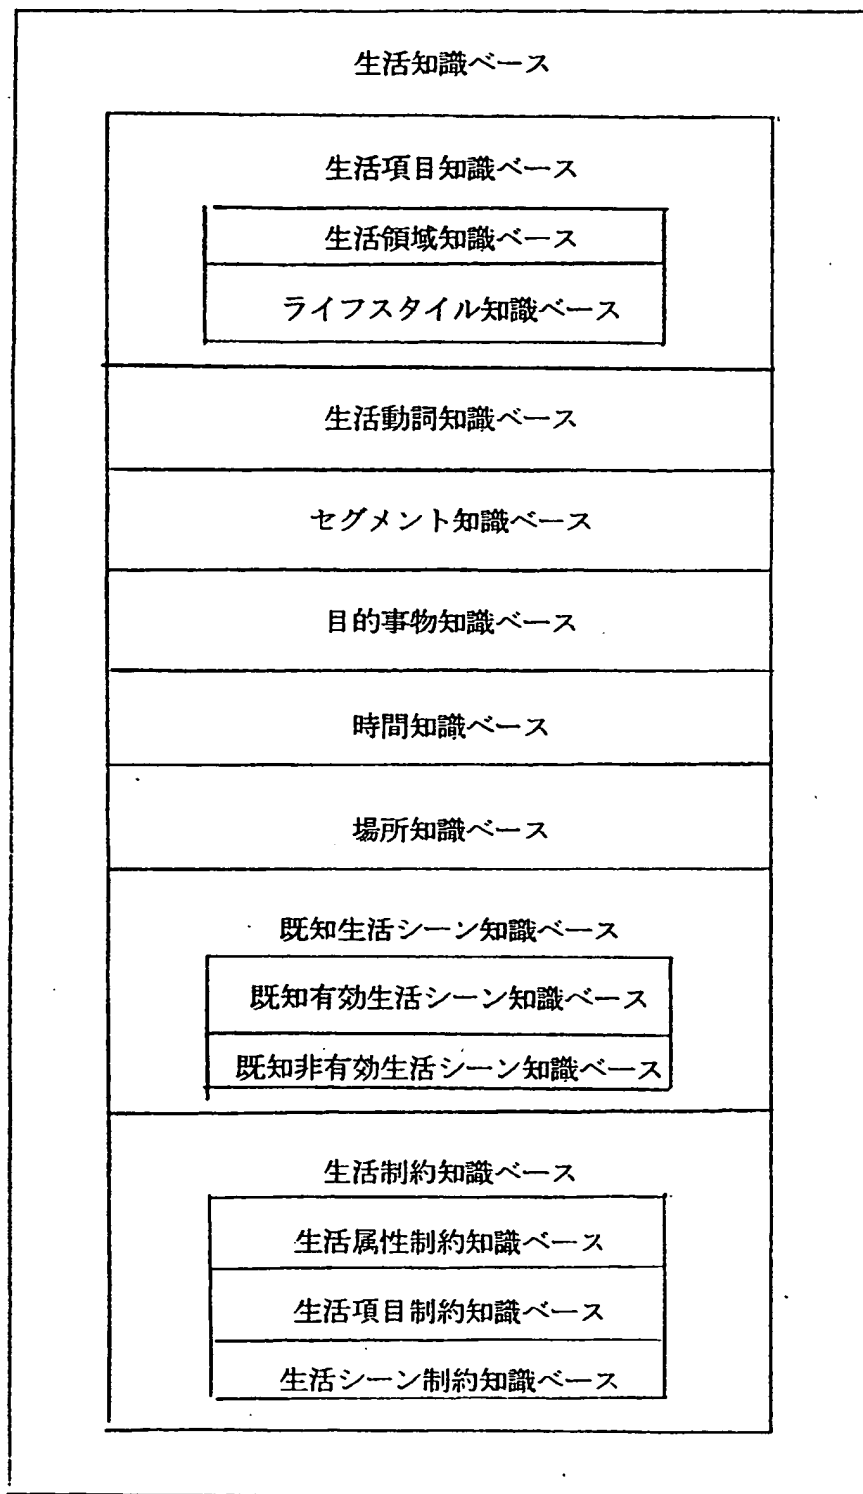 生活知識ベース
生活項目知識ベース
生活領域知識ベース
ライフスタイル知識ベース
生活動詞知識ベース
セグメント知識ベース
目的事物知識ベース
時間知識ベース
場所知識ベース
既知生活シーン知識ベース
既知有効生活シーン知識ベース
既知非有効生活シーン知識ベース
生活制約知識ベース
生活属性制約知識ベース
生活項目制約知識ベース
生活シーン制約知識ベース